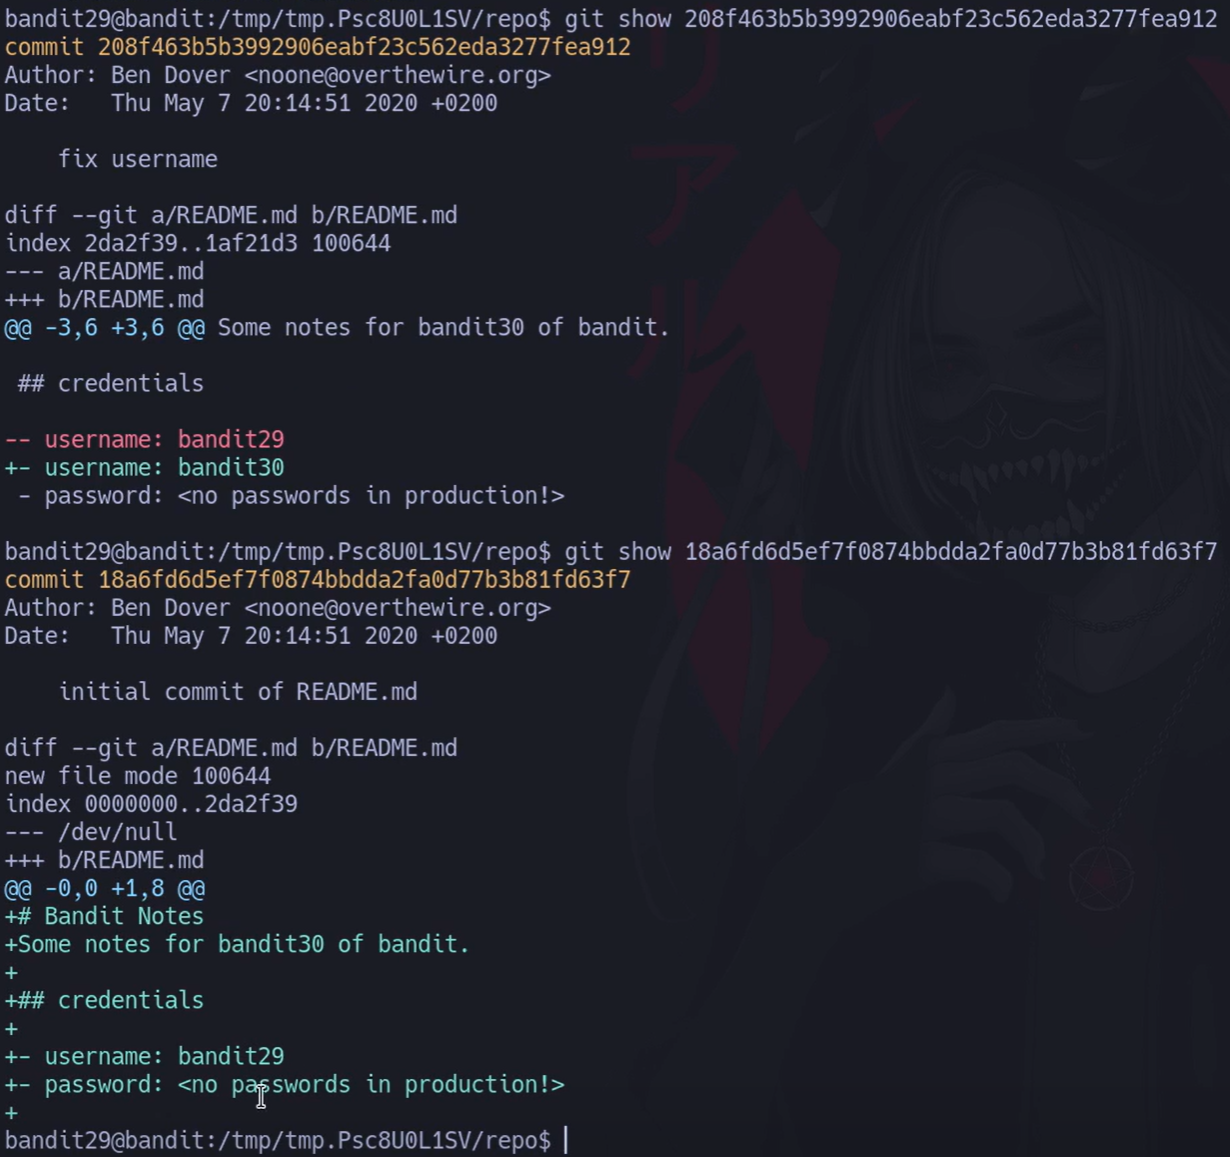 bandit29@bandit:/tmp/tmp.Psc8U0L1SV/repo$ git show 208f463b5b3992906eabf23c562eda3277fea912
commit 208f463b5b3992906eabf23c562eda3277fea912
Author: Ben Dover <noone@overthewire.org>
Date:   Thu May 7 20:14:51 2020 +0200

    fix username

diff --git a/README.md b/README.md
index 2da2f39..1af21d3 100644
--- a/README.md
+++ b/README.md
@@ -3,6 +3,6 @@ Some notes for bandit30 of bandit.

 ## credentials

-- username: bandit29
+- username: bandit30
 - password: <no passwords in production!>

bandit29@bandit:/tmp/tmp.Psc8U0L1SV/repo$ git show 18a6fd6d5ef7f0874bbdda2fa0d77b3b81fd63f7
commit 18a6fd6d5ef7f0874bbdda2fa0d77b3b81fd63f7
Author: Ben Dover <noone@overthewire.org>
Date:   Thu May 7 20:14:51 2020 +0200

    initial commit of README.md

diff --git a/README.md b/README.md
new file mode 100644
index 0000000..2da2f39
--- /dev/null
+++ b/README.md
@@ -0,0 +1,8 @@
+# Bandit Notes
+Some notes for bandit30 of bandit.
+
+## credentials
+
+- username: bandit29
+- password: <no passwords in production!>
+
bandit29@bandit:/tmp/tmp.Psc8U0L1SV/repo$
リアル